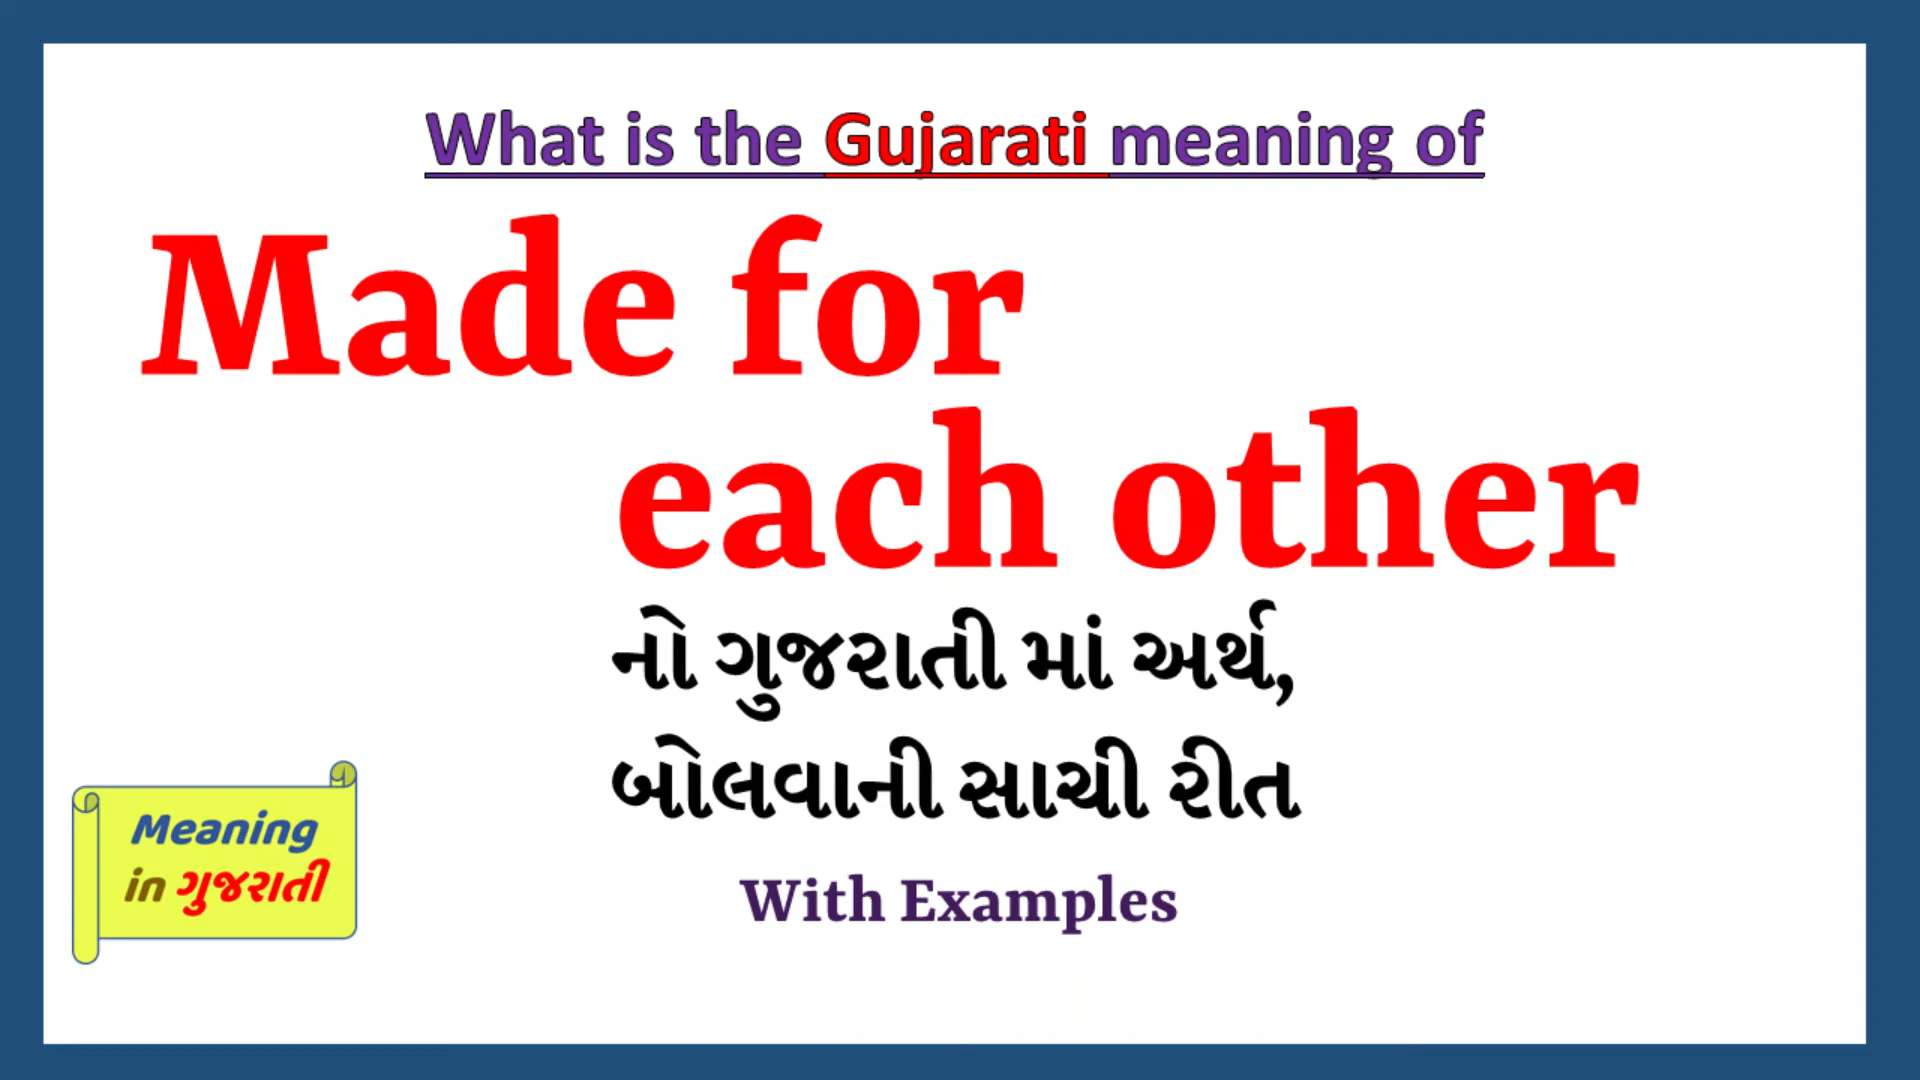 What is the Gujarati meaning of
Made for
each other
નો ગુજરાતી માં અર્થ,
બોલવાની સાચી રીત
With Examples
Meaning
in ગુજરાતી